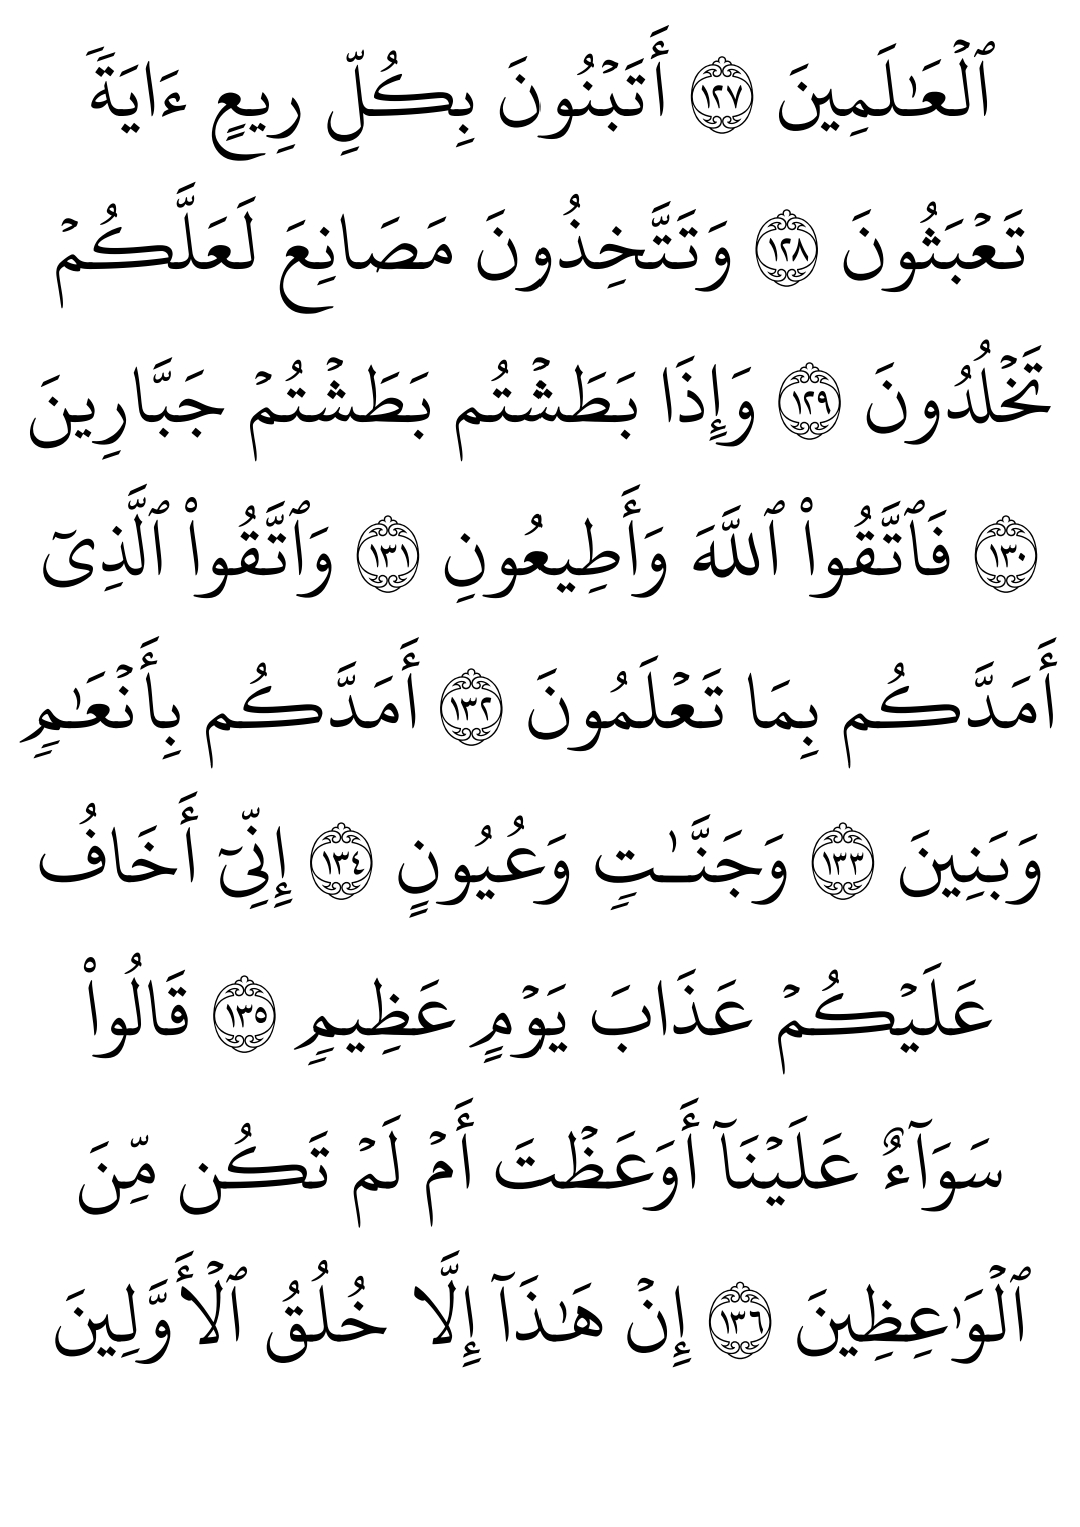 ٱلۡعَٰلَمِينَ ١٢٧ أَتَبۡنُونَ بِكُلِّ رِيعٍ ءَايَةٗ
تَعۡبَثُونَ ١٢٨ وَتَتَّخِذُونَ مَصَانِعَ لَعَلَّكُمۡ
تَخۡلُدُونَ ١٢٩ وَإِذَا بَطَشۡتُم بَطَشۡتُمۡ جَبَّارِينَ
١٣٠ فَٱتَّقُواْ ٱللَّهَ وَأَطِيعُونِ ١٣١ وَٱتَّقُواْ ٱلَّذِيٓ
أَمَدَّكُم بِمَا تَعۡلَمُونَ ١٣٢ أَمَدَّكُم بِأَنۡعَٰمٖ
وَبَنِينَ ١٣٣ وَجَنَّـٰتٖ وَعُيُونٍ ١٣٤ إِنِّيٓ أَخَافُ
عَلَيۡكُمۡ عَذَابَ يَوۡمٍ عَظِيمٖ ١٣٥ قَالُواْ
سَوَآءٌ عَلَيۡنَآ أَوَعَظۡتَ أَمۡ لَمۡ تَكُن مِّنَ
ٱلۡوَٰعِظِينَ ١٣٦ إِنۡ هَٰذَآ إِلَّا خُلُقُ ٱلۡأَوَّلِينَ